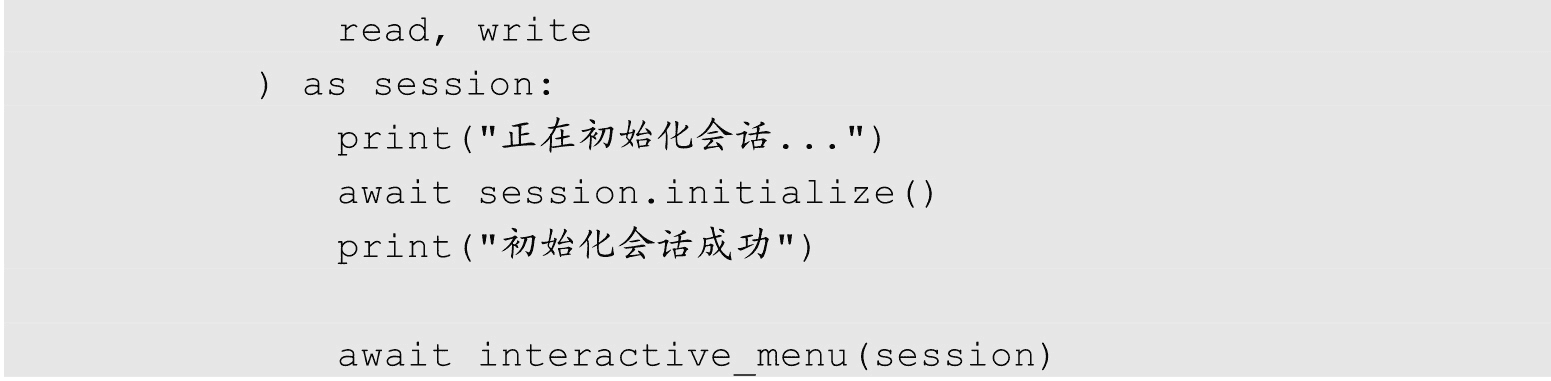 read, write
) as session:
print("正在初始化会话...")
await session.initialize()
print("初始化会话成功")
await interactive_menu(session)